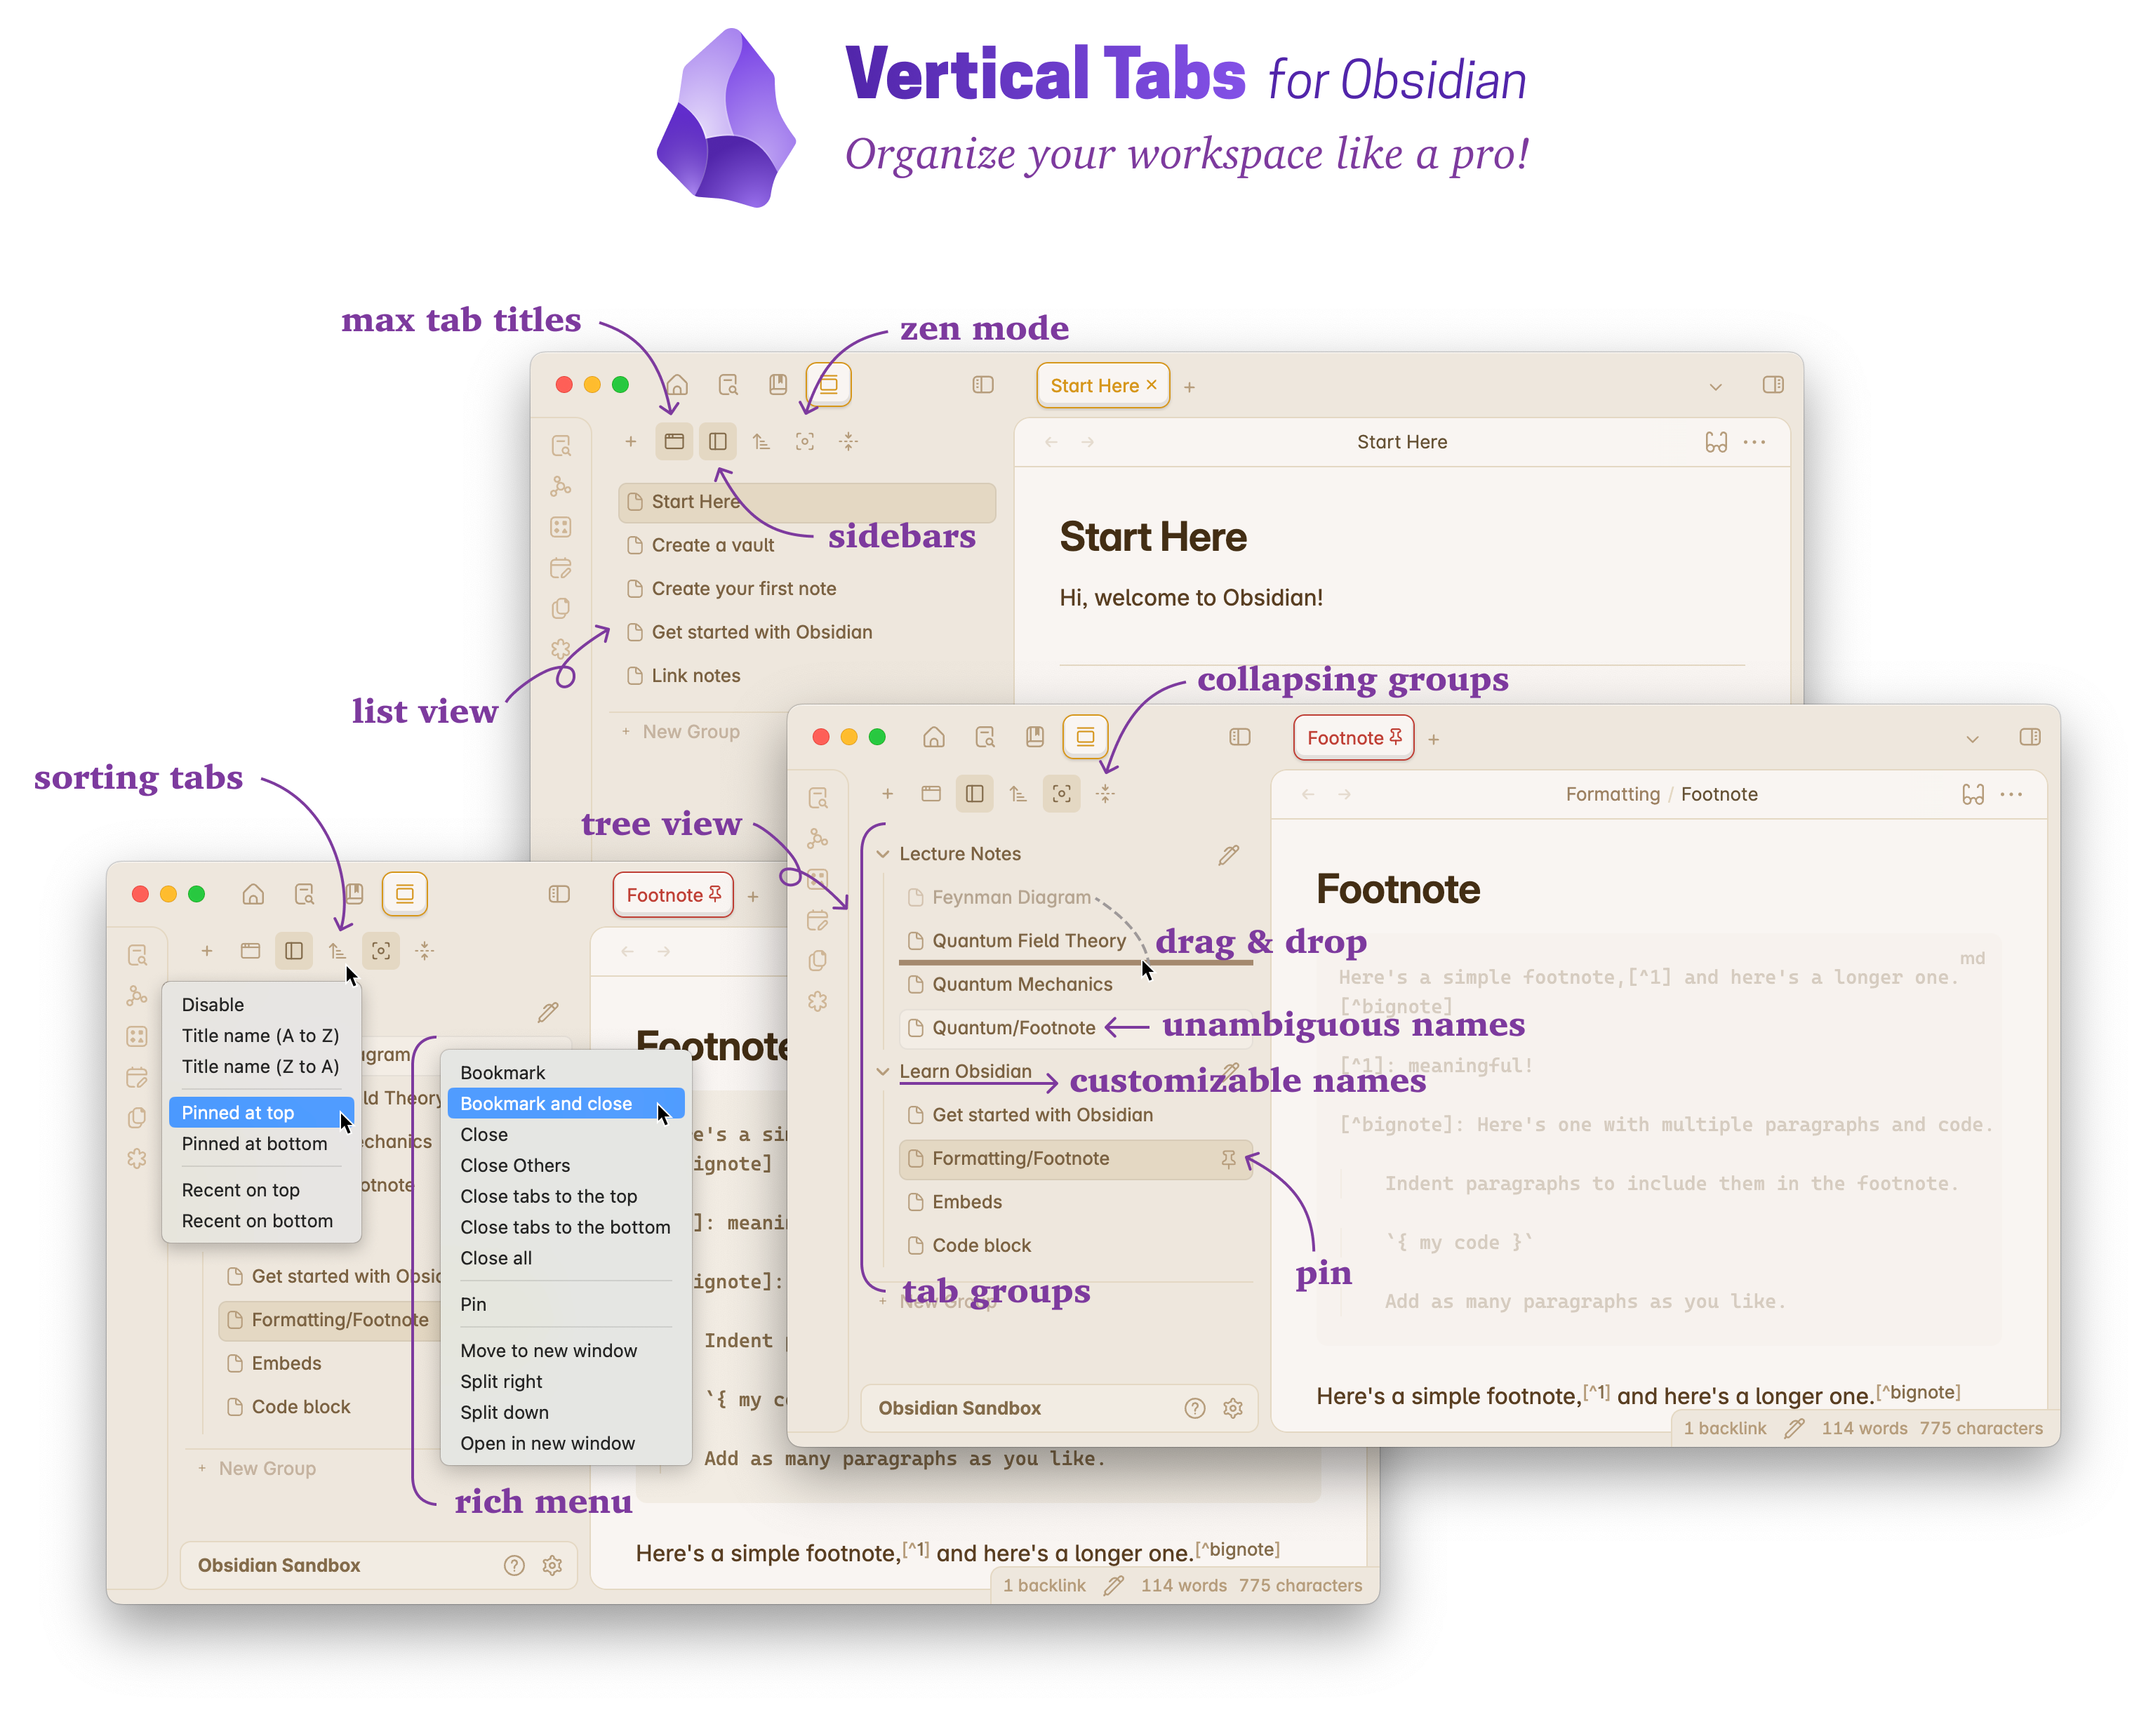 Vertical Tabs for Obsidian
Organize your workspace like a pro!
max tab titles
zen mode
Start Here ×
+
+
Start Here
Start Here
Create a vault
Create your first note
Get started with Obsidian
Link notes
+ New Group
sidebars
list view
Start Here
Hi, welcome to Obsidian!
collapsing groups
sorting tabs
tree view
Footnote
+
+
Formatting / Footnote
Lecture Notes
Feynman Diagram
Quantum Field Theory
drag & drop
Quantum Mechanics
Quantum/Footnote
unambiguous names
Learn Obsidian
customizable names
Get started with Obsidian
Formatting/Footnote
Embeds
Code block
pin
tab groups
+ New Group
Obsidian Sandbox
Footnote
md
Here's a simple footnote,[^1] and here's a longer one.
[^bignote]
[^1]: meaningful!
[^bignote]: Here's one with multiple paragraphs and code.
Indent paragraphs to include them in the footnote.
`{ my code }`
Add as many paragraphs as you like.
Here's a simple footnote,[^1] and here's a longer one.[^bignote]
1 backlink 114 words 775 characters
Footnote
+
+
Disable
Title name (A to Z)
Title name (Z to A)
Pinned at top
Pinned at bottom
Recent on top
Recent on bottom
agram
ld Theory
chanics
otnote
Get started with Obsid
Formatting/Footnote
Embeds
Code block
+ New Group
Obsidian Sandbox
Bookmark
Bookmark and close
Close
Close Others
Close tabs to the top
Close tabs to the bottom
Close all
Pin
Move to new window
Split right
Split down
Open in new window
rich menu
Footnote
e's a si
ignote]
]: meani
ignote]:
Indent
`{ my c
Add as many paragraphs as you like.
Here's a simple footnote,[^1] and here's a longer one.[^bignote]
1 backlink 114 words 775 characters